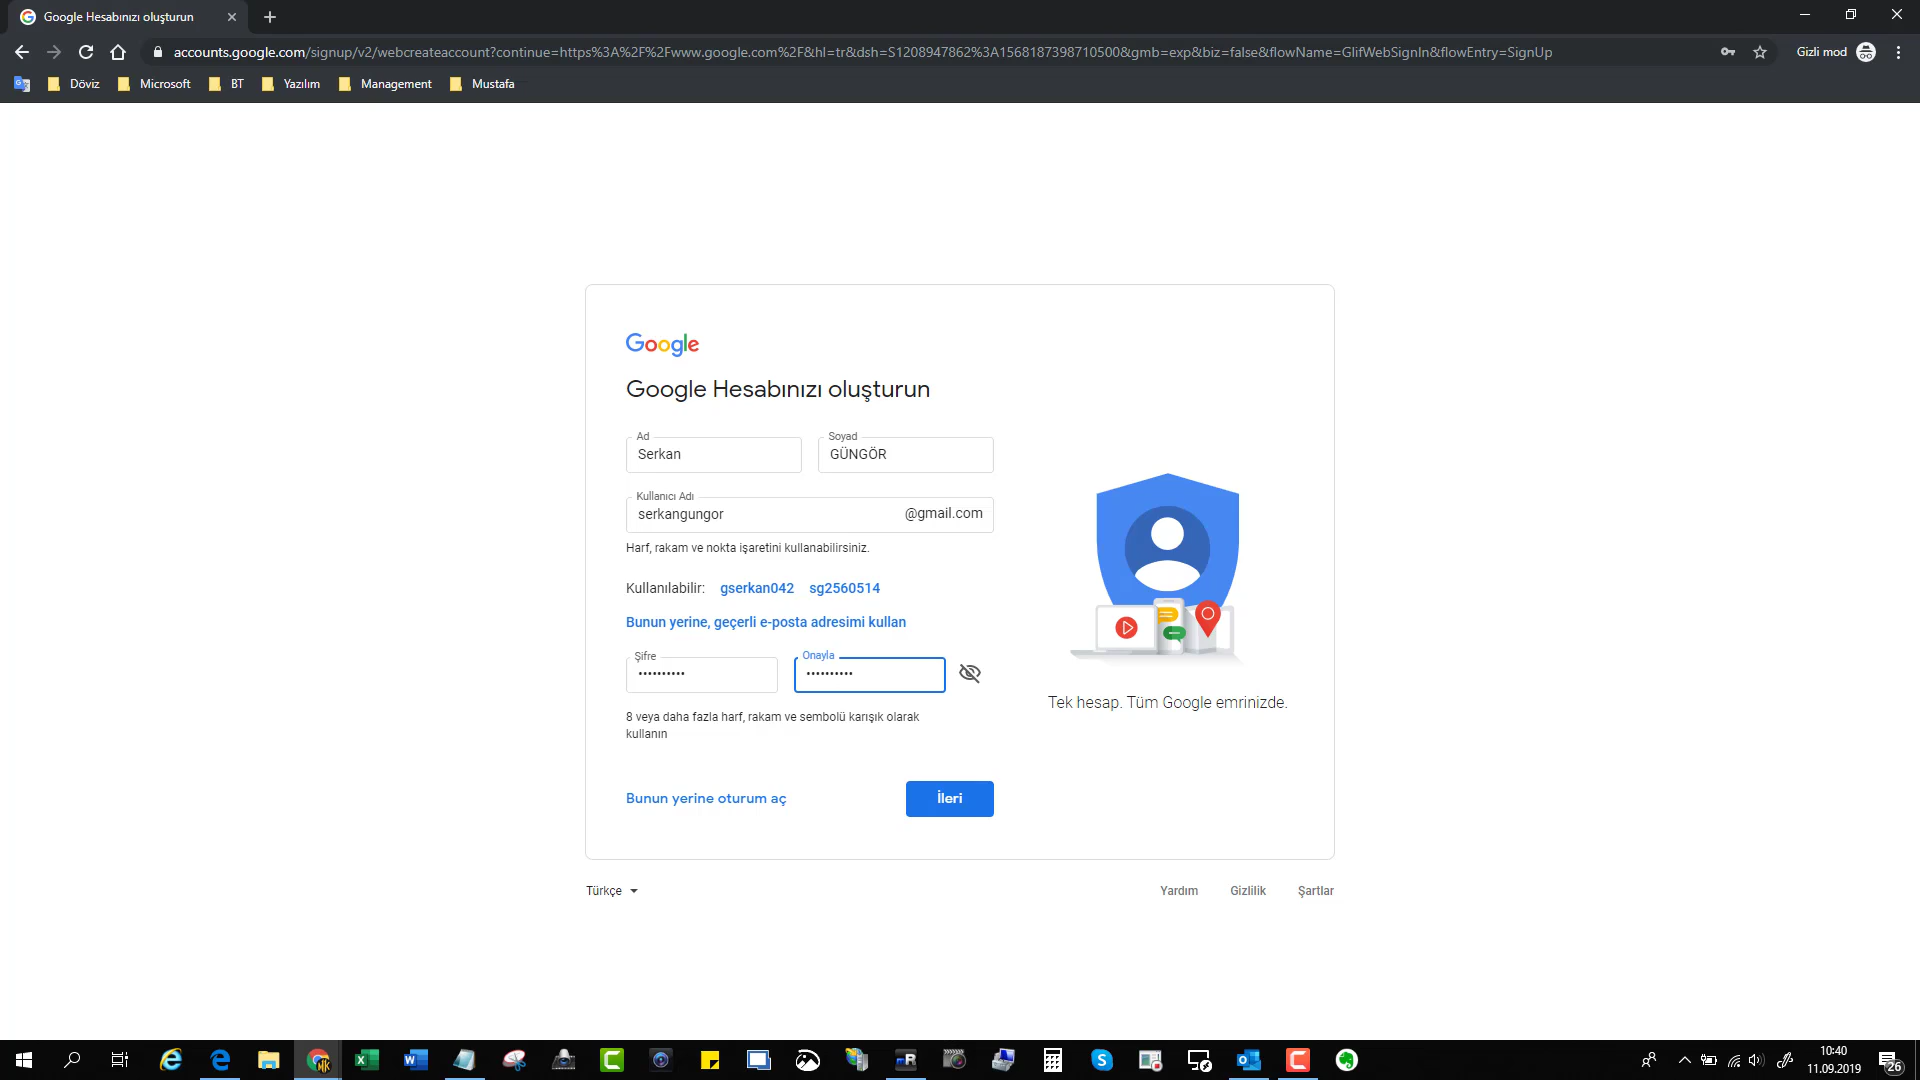 Google Hesabınızı oluşturun
accounts.google.com/signup/v2/webcreateaccount?continue=https%3A%2F%2Fwww.google.com%2F&hl=tr&dsh=S1208947862%3A1568187398710500&gmb=exp&biz=false&flowName=GlifWebSignIn&flowEntry=SignUp
Gizli mod
Döviz Microsoft BT Yazılım Management Mustafa
Google
Google Hesabınızı oluşturun
Ad Soyad
Serkan GÜNGÖR
Kullanıcı Adı
serkangungor @gmail.com
Harf, rakam ve nokta işaretini kullanabilirsiniz.
Kullanılabilir: gserkan042 sg2560514
Bunun yerine, geçerli e-posta adresimi kullan
Şifre Onayla
•••••••••• ••••••••••
8 veya daha fazla harf, rakam ve sembolü karışık olarak
kullanın
Bunun yerine oturum aç İleri
Tek hesap. Tüm Google emrinizde.
Türkçe Yardım Gizlilik Şartlar
10:40
11.09.2019
26